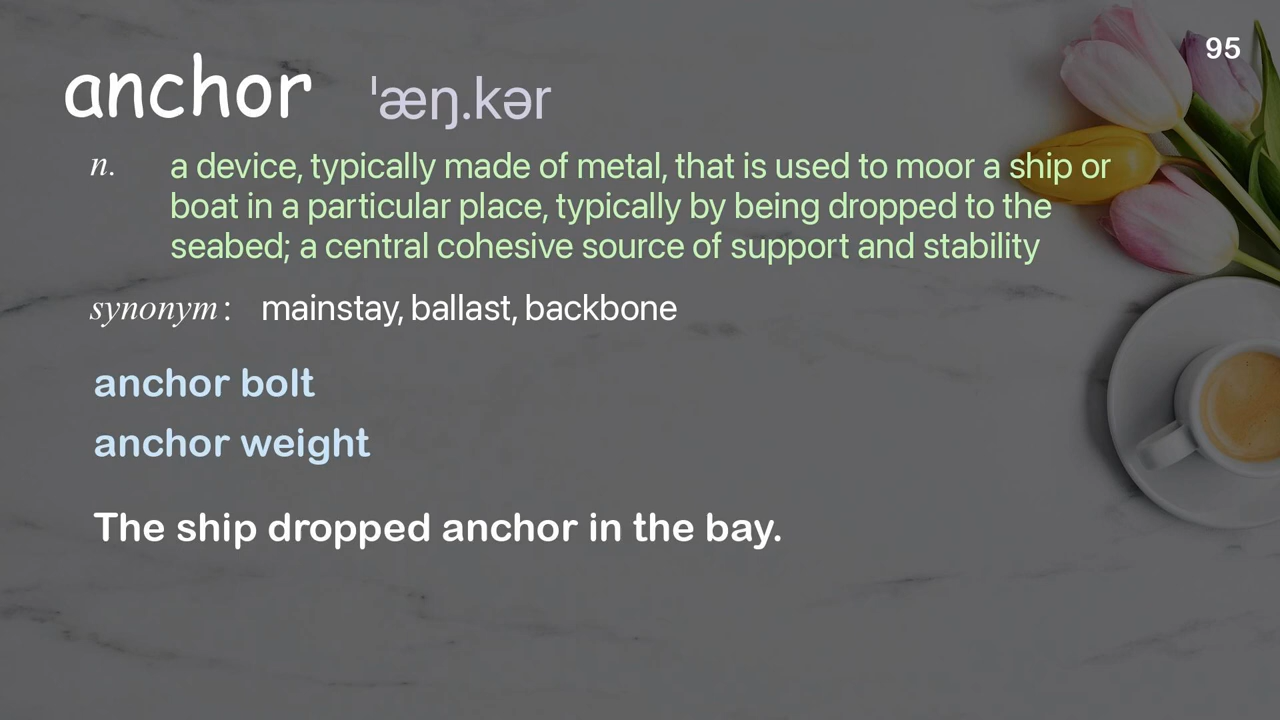 95
anchor ˈæŋ.kər
n. a device, typically made of metal, that is used to moor a ship or
boat in a particular place, typically by being dropped to the
seabed; a central cohesive source of support and stability
synonym: mainstay, ballast, backbone
anchor bolt
anchor weight
The ship dropped anchor in the bay.